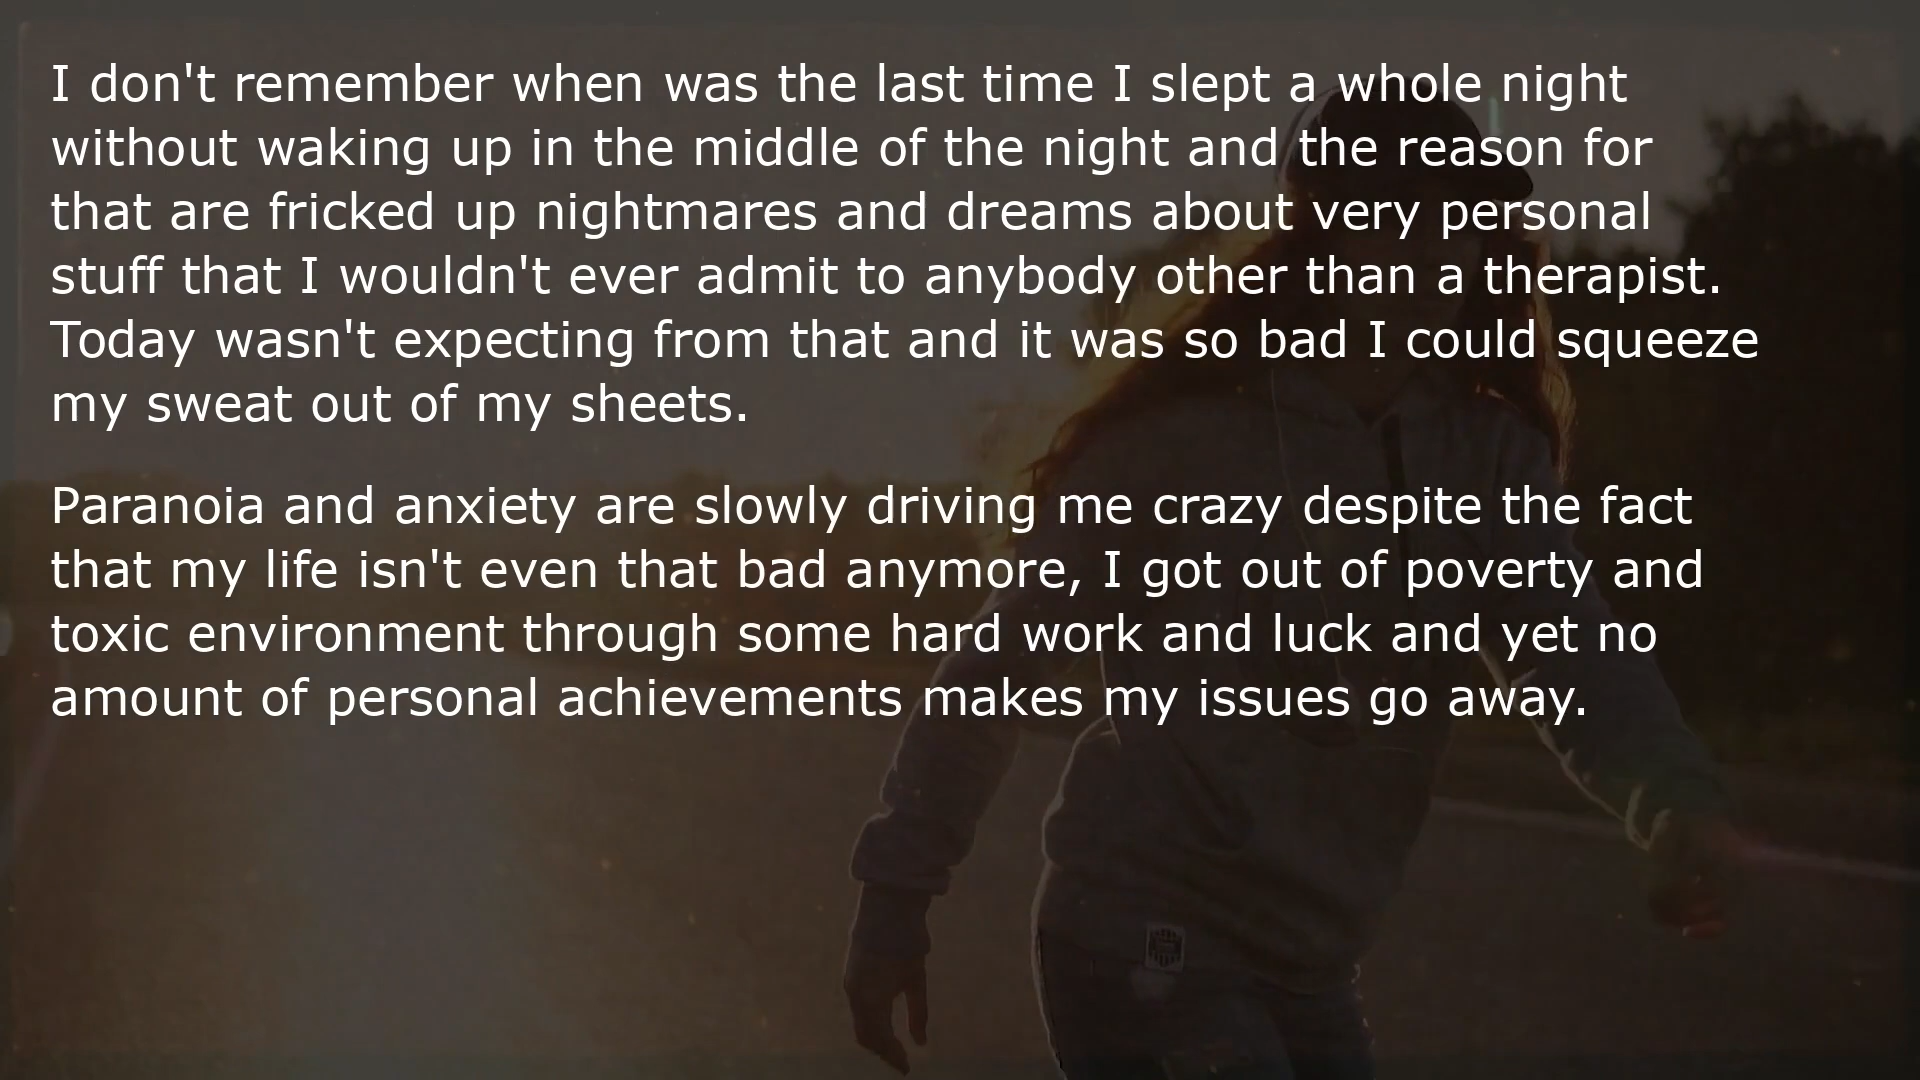 I don't remember when was the last time I slept a whole night
without waking up in the middle of the night and the reason for
that are fricked up nightmares and dreams about very personal
stuff that I wouldn't ever admit to anybody other than a therapist.
Today wasn't expecting from that and it was so bad I could squeeze
my sweat out of my sheets.
Paranoia and anxiety are slowly driving me crazy despite the fact
that my life isn't even that bad anymore, I got out of poverty and
toxic environment through some hard work and luck and yet no
amount of personal achievements makes my issues go away.